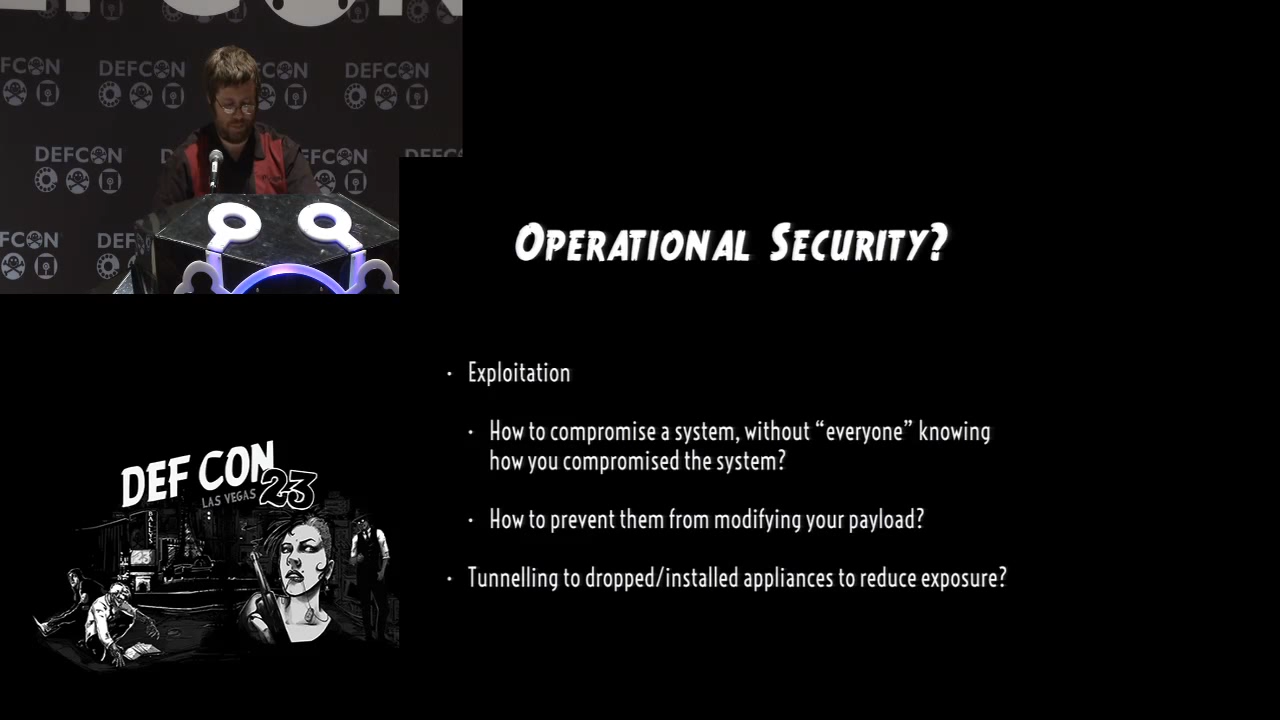 DEFCON
DEFCON
DEFCON
DEFCON
DEFCON
OPERATIONAL SECURITY?
• Exploitation
• How to compromise a system, without “everyone” knowing
how you compromised the system?
• How to prevent them from modifying your payload?
• Tunnelling to dropped/installed appliances to reduce exposure?
DEF CON
LAS VEGAS 23
BALLYS
23